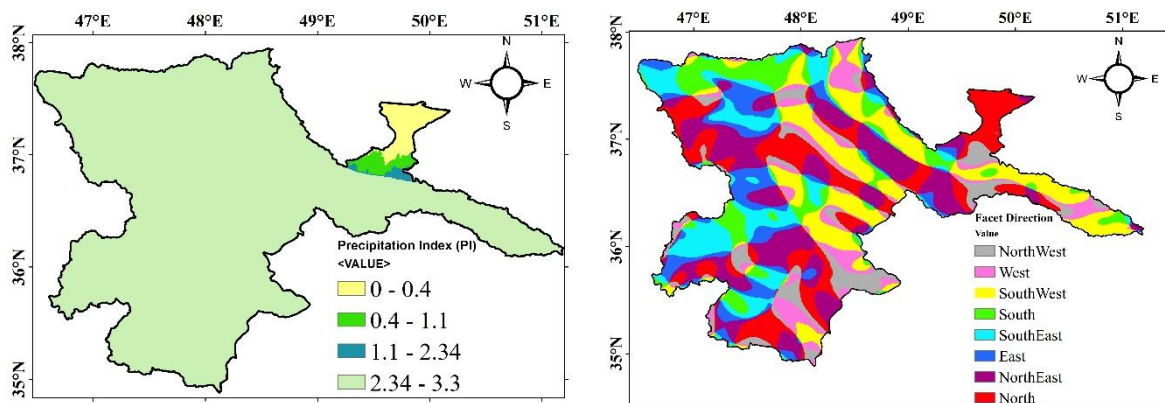 47°E 48°E 49°E 50°E 51°E
38°N
37°N
36°N
35°N
N
W E
S
Precipitation Index (PI)
<VALUE>
0 - 0.4
0.4 - 1.1
1.1 - 2.34
2.34 - 3.3
47°E 48°E 49°E 50°E 51°E
38°N
37°N
36°N
35°N
N
W E
S
Facet Direction
Value
NorthWest
West
SouthWest
South
SouthEast
East
NorthEast
North